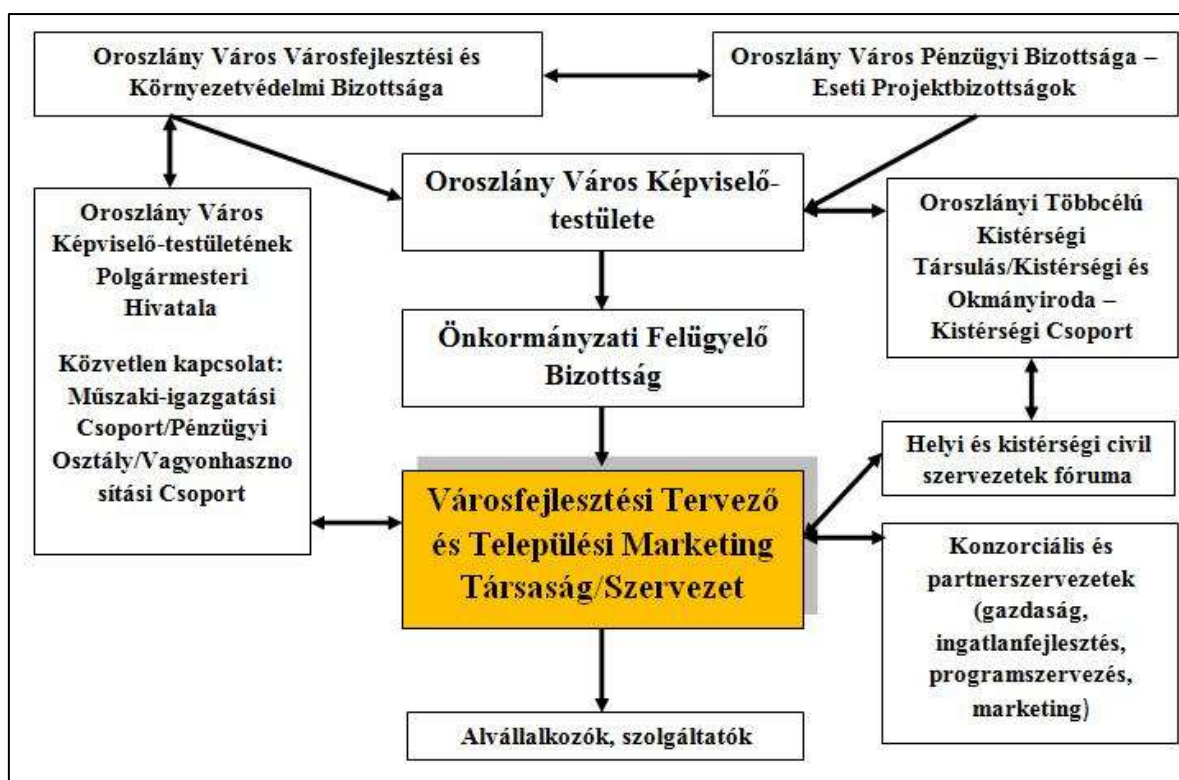 Oroszlány Város Városfejlesztési és
Környezetvédelmi Bizottsága
Oroszlány Város Pénzügyi Bizottsága –
Eseti Projektbizottságok
Oroszlány Város Képviselő-
testülete
Oroszlány Város
Képviselő-testületének
Polgármesteri
Hivatala
Közvetlen kapcsolat:
Műszaki-igazgatási
Csoport/Pénzügyi
Osztály/Vagyonhaszno
sítási Csoport
Oroszlányi Többcélú
Kistérségi
Társulás/Kistérségi és
Okmányiroda –
Kistérségi Csoport
Önkormányzati Felügyelő
Bizottság
Helyi és kistérségi civil
szervezetek fóruma
Városfejlesztési Tervező
és Települési Marketing
Társaság/Szervezet
Konzorciális és
partnerszervezetek
(gazdaság,
ingatlanfejlesztés,
programszervezés,
marketing)
Alvállalkozók, szolgáltatók